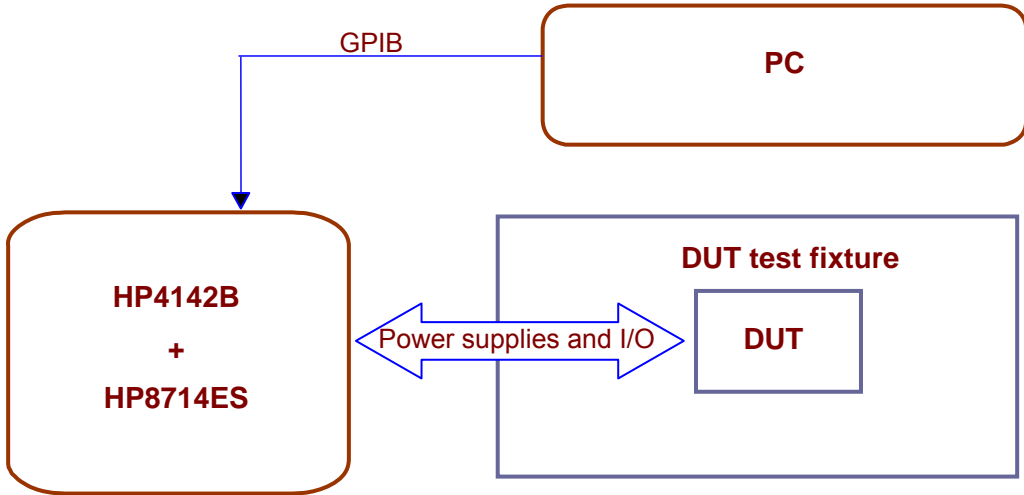 GPIB
PC
HP4142B
+
HP8714ES
Power supplies and I/O
DUT test fixture
DUT